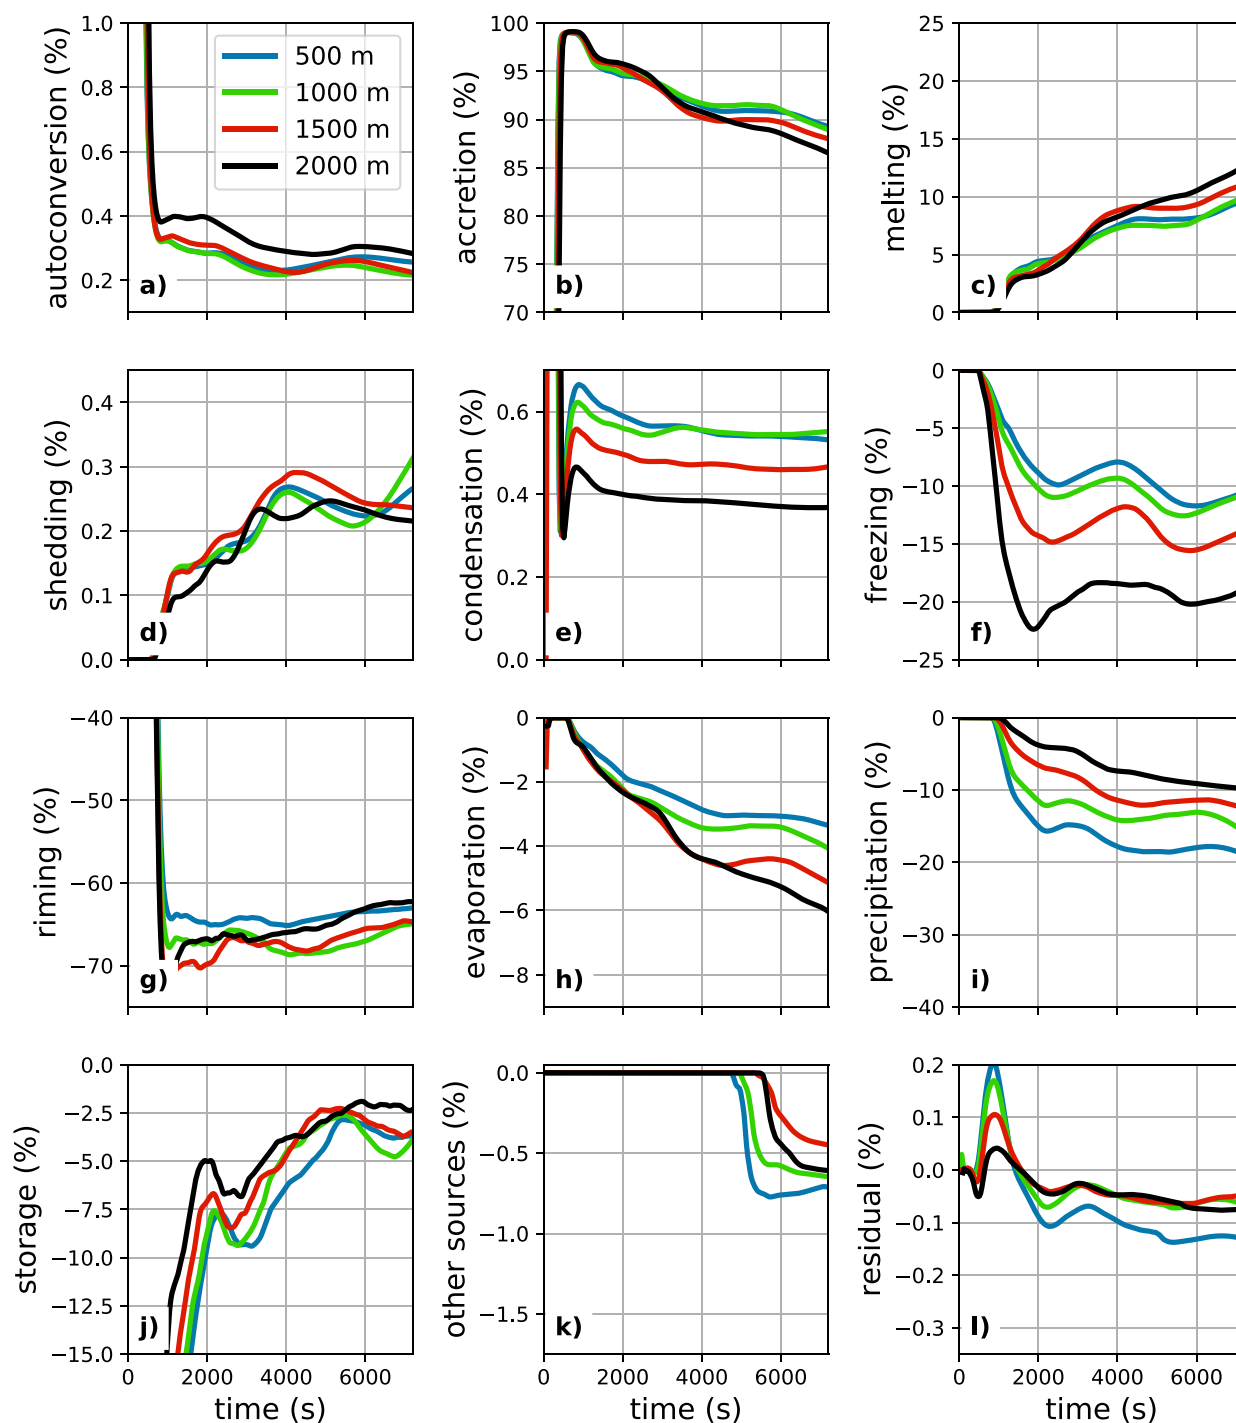 autoconversion (%)
1.0
0.8
0.6
0.4
0.2
500 m
1000 m
1500 m
2000 m
a)
accretion (%)
100
95
90
85
80
75
70
b)
melting (%)
25
20
15
10
5
0
c)
shedding (%)
0.4
0.3
0.2
0.1
0.0
d)
condensation (%)
0.6
0.4
0.2
0.0
e)
freezing (%)
0
−5
−10
−15
−20
−25
f)
riming (%)
−40
−50
−60
−70
g)
evaporation (%)
0
−2
−4
−6
−8
h)
precipitation (%)
0
−10
−20
−30
−40
i)
storage (%)
0.0
−2.5
−5.0
−7.5
−10.0
−12.5
−15.0
j)
0 2000 4000 6000
time (s)
other sources (%)
0.0
−0.5
−1.0
−1.5
k)
0 2000 4000 6000
time (s)
residual (%)
0.2
0.1
0.0
−0.1
−0.2
−0.3
l)
0 2000 4000 6000
time (s)